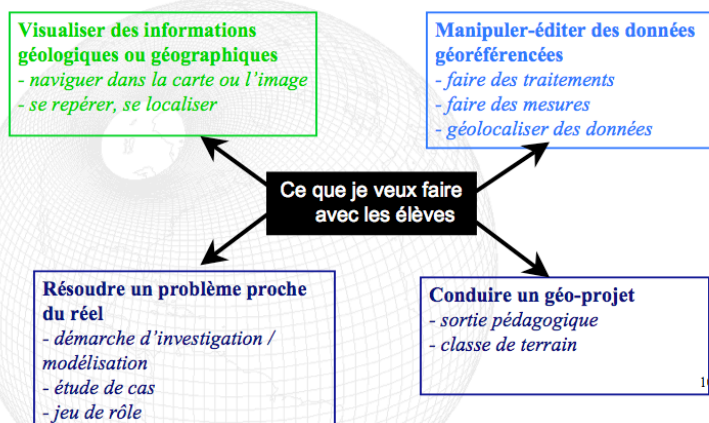 Visualiser des informations
géologiques ou géographiques
- naviguer dans la carte ou l'image
- se repérer, se localiser
Manipuler-éditer des données
géoréférencées
- faire des traitements
- faire des mesures
- géolocaliser des données
Ce que je veux faire
avec les élèves
Résoudre un problème proche
du réel
- démarche d'investigation /
modélisation
- étude de cas
- jeu de rôle
Conduire un géo-projet
- sortie pédagogique
- classe de terrain